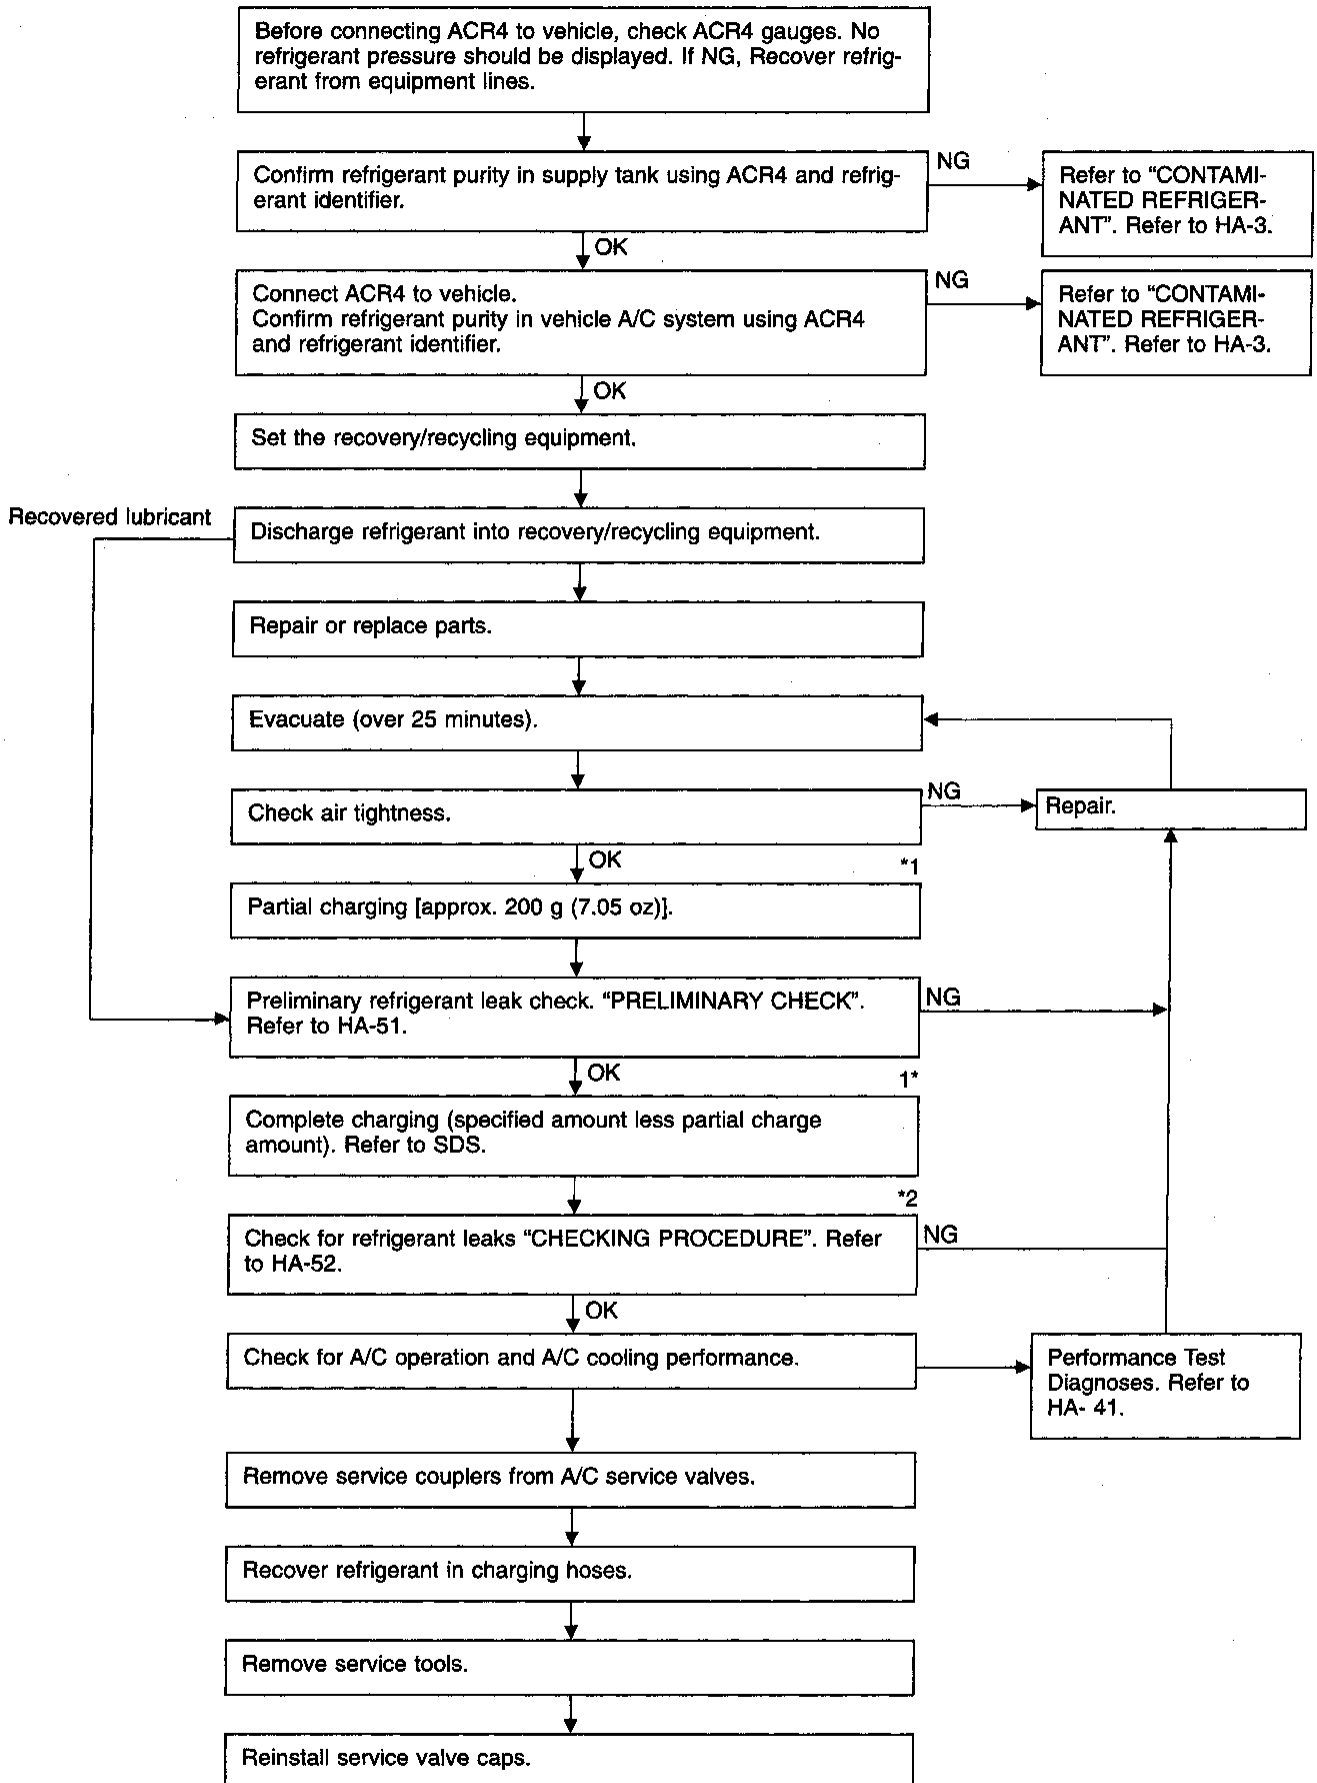 Before connecting ACR4 to vehicle, check ACR4 gauges. No
refrigerant pressure should be displayed. If NG, Recover refrig-
erant from equipment lines.
Confirm refrigerant purity in supply tank using ACR4 and refrig-
erant identifier.
NG
Refer to “CONTAMI-
NATED REFRIGER-
ANT”. Refer to HA-3.
OK
Connect ACR4 to vehicle.
Confirm refrigerant purity in vehicle A/C system using ACR4
and refrigerant identifier.
NG
Refer to “CONTAMI-
NATED REFRIGER-
ANT”. Refer to HA-3.
OK
Set the recovery/recycling equipment.
Recovered lubricant
Discharge refrigerant into recovery/recycling equipment.
Repair or replace parts.
Evacuate (over 25 minutes).
Check air tightness.
NG
Repair.
OK
*1
Partial charging [approx. 200 g (7.05 oz)].
Preliminary refrigerant leak check. “PRELIMINARY CHECK”.
Refer to HA-51.
NG
OK
1*
Complete charging (specified amount less partial charge
amount). Refer to SDS.
*2
Check for refrigerant leaks “CHECKING PROCEDURE”. Refer
to HA-52.
NG
OK
Check for A/C operation and A/C cooling performance.
Performance Test
Diagnoses. Refer to
HA- 41.
Remove service couplers from A/C service valves.
Recover refrigerant in charging hoses.
Remove service tools.
Reinstall service valve caps.